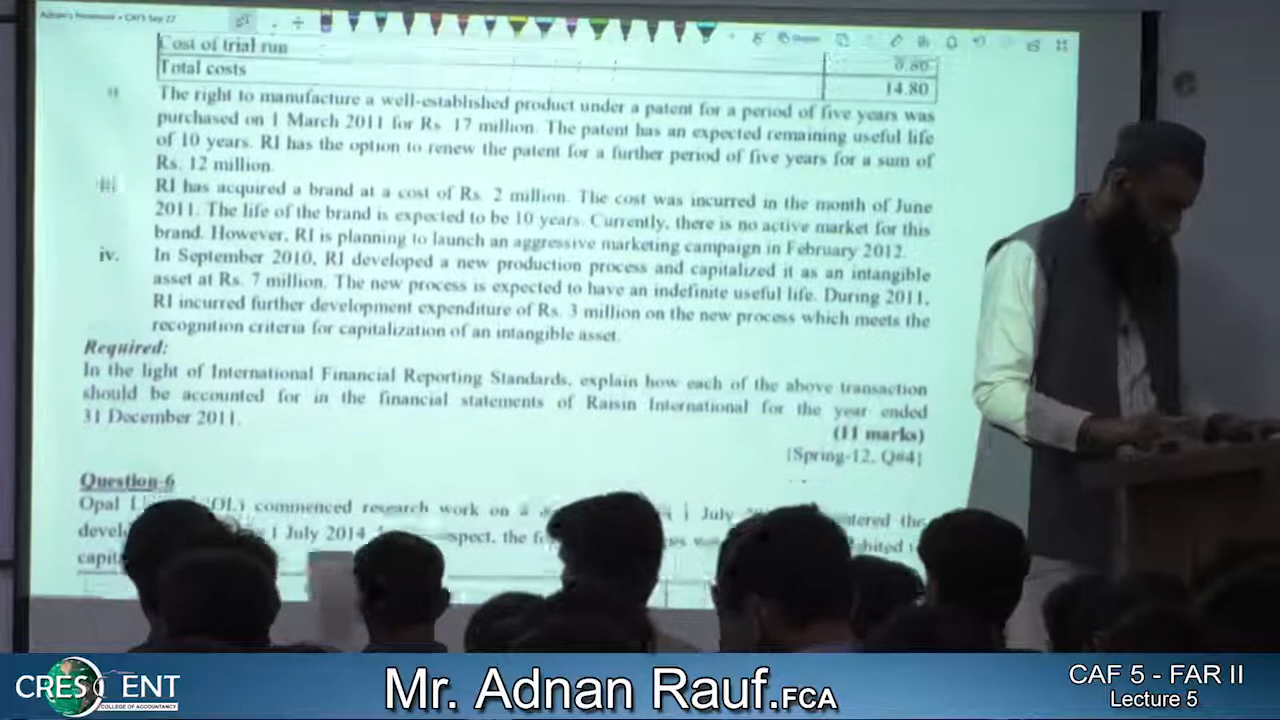 Cost of trial run 0.80
Total costs 14.80
The right to manufacture a well-established product under a patent for a period of five years was
purchased on 1 March 2011 for Rs. 17 million. The patent has an expected remaining useful life
of 10 years. RI has the option to renew the patent for a further period of five years for a sum of
Rs. 12 million.
RI has acquired a brand at a cost of Rs. 2 million. The cost was incurred in the month of June
2011. The life of the brand is expected to be 10 years. Currently, there is no active market for this
brand. However, RI is planning to launch an aggressive marketing campaign in February 2012.
iv. In September 2010, RI developed a new production process and capitalized it as an intangible
asset at Rs. 7 million. The new process is expected to have an indefinite useful life. During 2011,
RI incurred further development expenditure of Rs. 3 million on the new process which meets the
recognition criteria for capitalization of an intangible asset.
Required:
In the light of International Financial Reporting Standards, explain how each of the above transaction
should be accounted for in the financial statements of Raisin International for the year ended
31 December 2011.
(11 marks)
{Spring-12, Q#4}
Question-6
Opal commenced research work on a 1 July the
1 July 2014
CRESCENT
COLLEGE OF ACCOUNTANCY
Mr. Adnan Rauf.FCA
CAF 5 - FAR II
Lecture 5